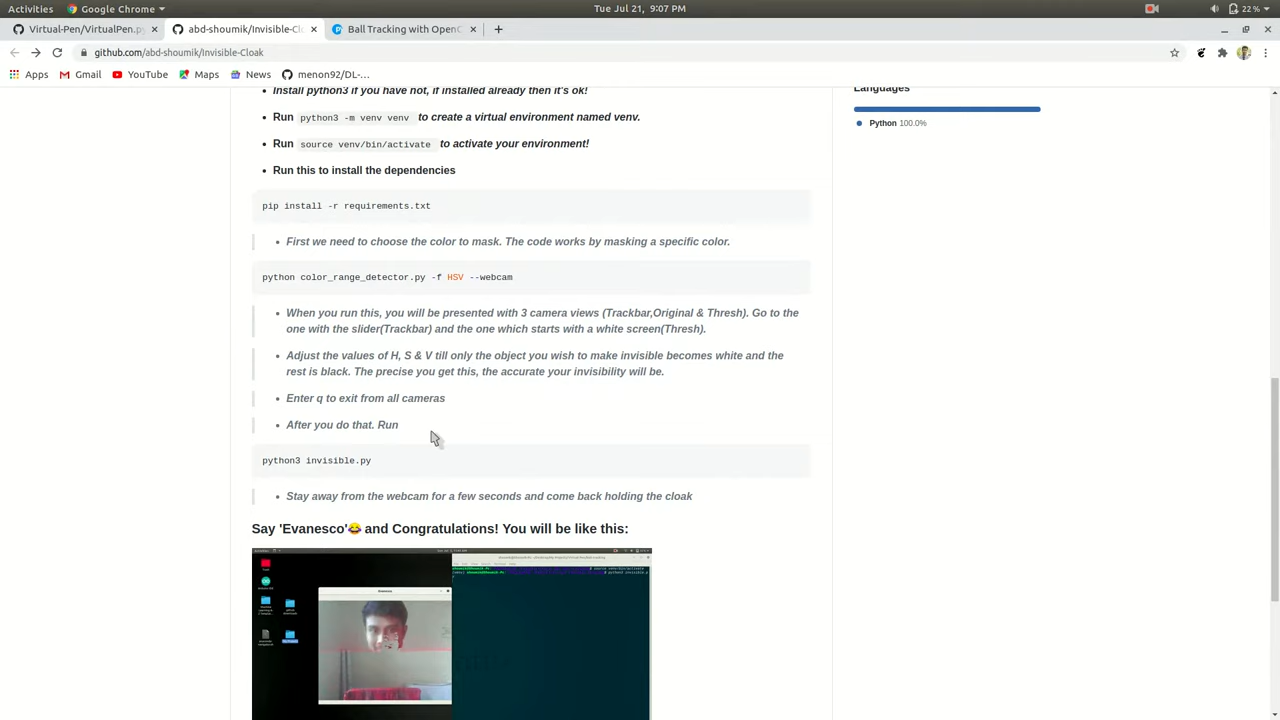 Activities Google Chrome Tue Jul 21, 9:07 PM 22 %
Virtual-Pen/VirtualPen.py abd-shoumik/Invisible-Clo Ball Tracking with OpenC
github.com/abd-shoumik/Invisible-Cloak
Apps Gmail YouTube Maps News menon92/DL-...
Install python3 if you have not, if installed already then it's ok!
Languages
Python 100.0%
Run python3 -m venv venv to create a virtual environment named venv.
Run source venv/bin/activate to activate your environment!
Run this to install the dependencies
pip install -r requirements.txt
First we need to choose the color to mask. The code works by masking a specific color.
python color_range_detector.py -f HSV --webcam
When you run this, you will be presented with 3 camera views (Trackbar,Original & Thresh). Go to the
one with the slider(Trackbar) and the one which starts with a white screen(Thresh).
Adjust the values of H, S & V till only the object you wish to make invisible becomes white and the
rest is black. The precise you get this, the accurate your invisibility will be.
Enter q to exit from all cameras
After you do that. Run
python3 invisible.py
Stay away from the webcam for a few seconds and come back holding the cloak
Say 'Evanesco'😂 and Congratulations! You will be like this: